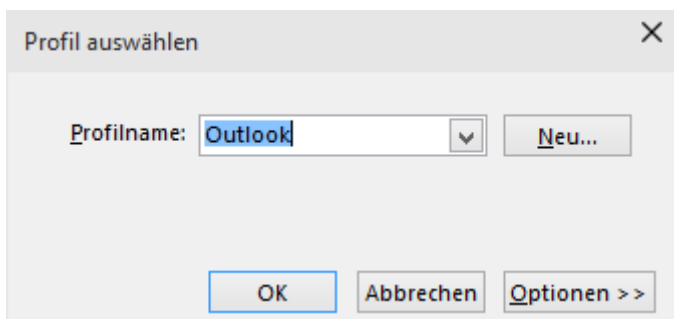 Profil auswählen
Profilname: Outlook Neu...
OK Abbrechen Optionen >>